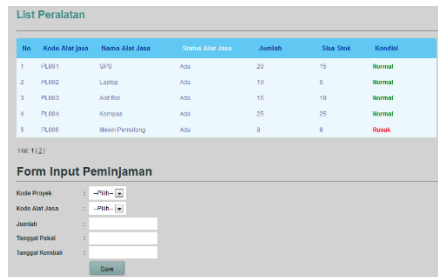 List Peralatan
No Kode Alat Jasa Nama Alat Jasa Status Alat Jasa Jumlah Sisa Stok Kondisi
1 PL001 GPS Ada 20 15 Normal
2 PL002 Laptop Ada 10 5 Normal
3 PL003 Alat Bor Ada 15 10 Normal
4 PL004 Kompas Ada 25 25 Normal
5 PL005 Mesin Pemotong Ada 8 8 Rusuk
Hal: 1 | 2 |
Form Input Peminjaman
Kode Proyek : --Pilih--
Kode Alat Jasa : --Pilih--
Jumlah :
Tanggal Pakai :
Tanggal Kembali :
Save